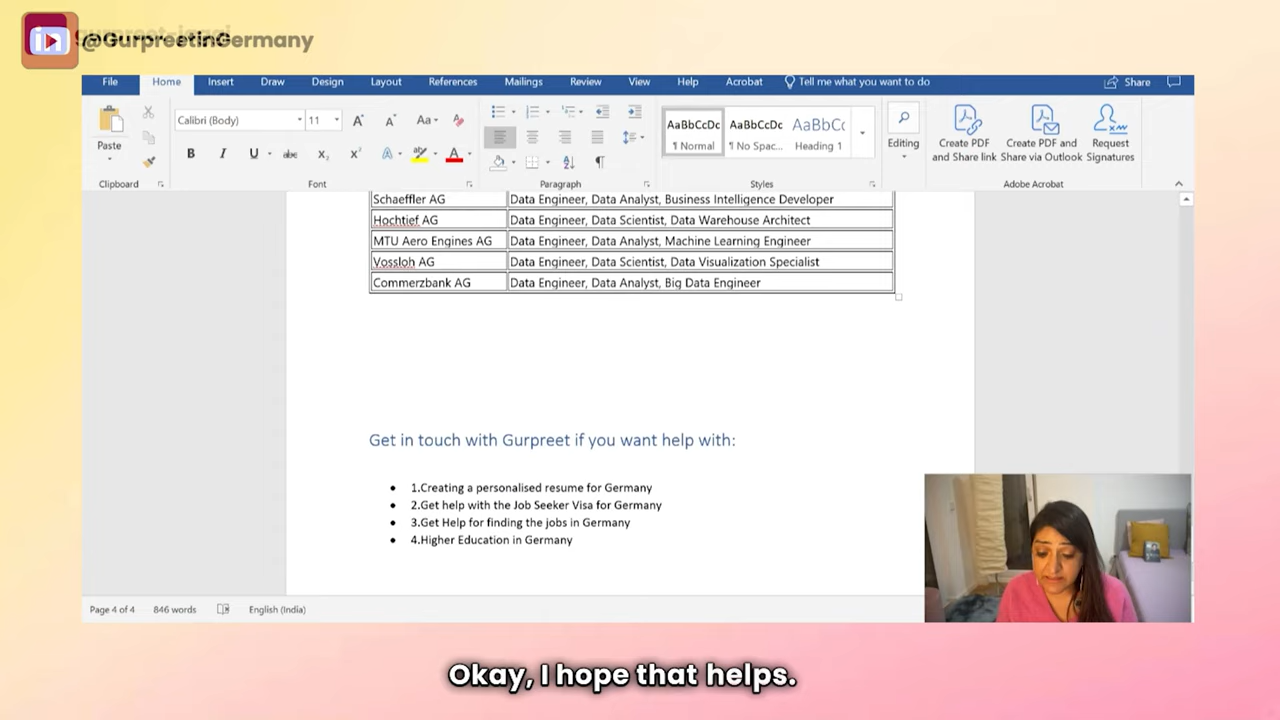 @GurpreetinGermany
File Home Insert Draw Design Layout References Mailings Review View Help Acrobat Tell me what you want to do Share
Calibri (Body) 11 Aa
Paste
B I U abc X₂ X² A A
AaBbCcDc AaBbCcDc AaBbCc
¶ Normal ¶ No Spac... Heading 1
Editing
Create PDF and Share link
Create PDF and Share via Outlook
Request Signatures
Clipboard Font Paragraph Styles Adobe Acrobat
Schaeffler AG Data Engineer, Data Analyst, Business Intelligence Developer
Hochtief AG Data Engineer, Data Scientist, Data Warehouse Architect
MTU Aero Engines AG Data Engineer, Data Analyst, Machine Learning Engineer
Vossloh AG Data Engineer, Data Scientist, Data Visualization Specialist
Commerzbank AG Data Engineer, Data Analyst, Big Data Engineer
Get in touch with Gurpreet if you want help with:
• 1.Creating a personalised resume for Germany
• 2.Get help with the Job Seeker Visa for Germany
• 3.Get Help for finding the jobs in Germany
• 4.Higher Education in Germany
Page 4 of 4 846 words English (India)
Okay, I hope that helps.